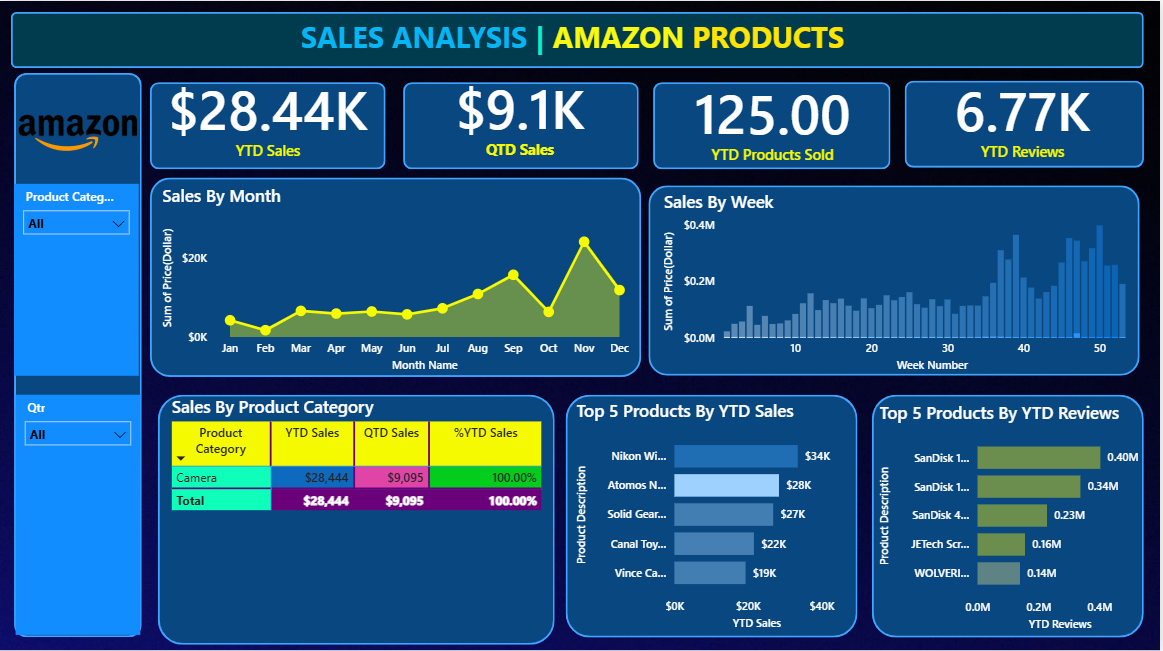 SALES ANALYSIS | AMAZON PRODUCTS
amazon
Product Categ...
All
Qtr
All
$28.44K
YTD Sales
$9.1K
QTD Sales
125.00
YTD Products Sold
6.77K
YTD Reviews
Sales By Month
Sum of Price(Dollar)
$20K
$0K
Jan Feb Mar Apr May Jun Jul Aug Sep Oct Nov Dec
Month Name
Sales By Week
Sum of Price(Dollar)
$0.4M
$0.2M
$0.0M
10 20 30 40 50
Week Number
Sales By Product Category
Product Category YTD Sales QTD Sales %YTD Sales
Camera $28,444 $9,095 100.00%
Total $28,444 $9,095 100.00%
Top 5 Products By YTD Sales
Product Description
Nikon Wi... $34K
Atomos N... $28K
Solid Gear... $27K
Canal Toy... $22K
Vince Ca... $19K
$0K $20K $40K
YTD Sales
Top 5 Products By YTD Reviews
Product Description
SanDisk 1... 0.40M
SanDisk 1... 0.34M
SanDisk 4... 0.23M
JETech Scr... 0.16M
WOLVERI... 0.14M
0.0M 0.2M 0.4M
YTD Reviews